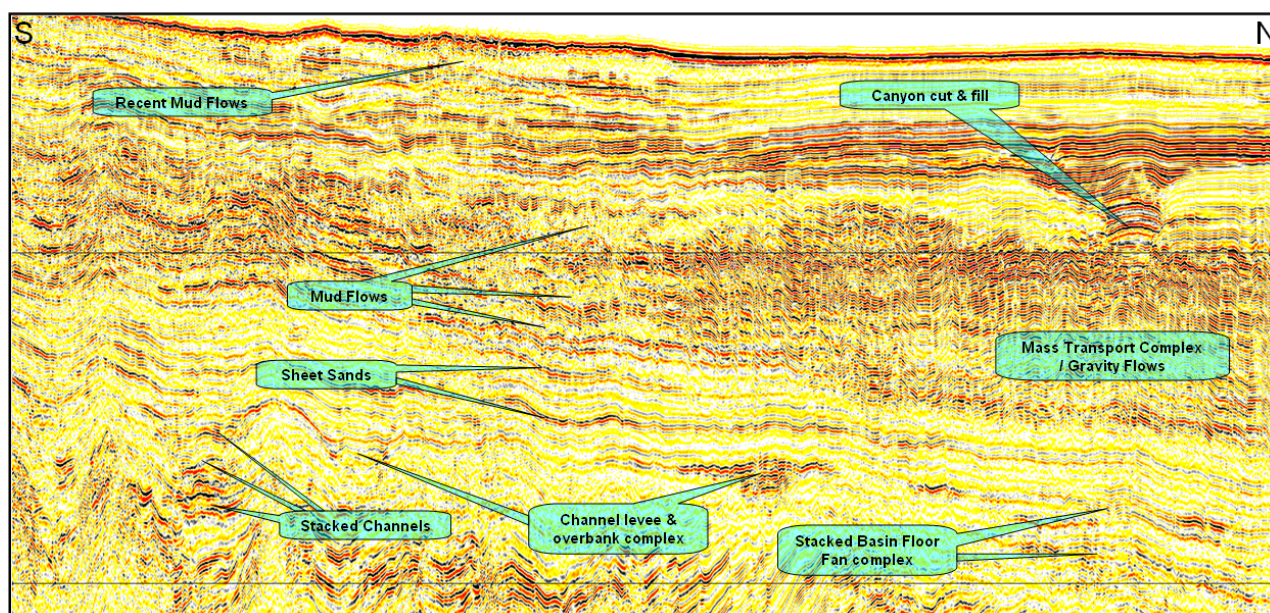 S
N
Recent Mud Flows
Canyon cut & fill
Mud Flows
Mass Transport Complex
/ Gravity Flows
Sheet Sands
Stacked Channels
Channel levee &
overbank complex
Stacked Basin Floor
Fan complex